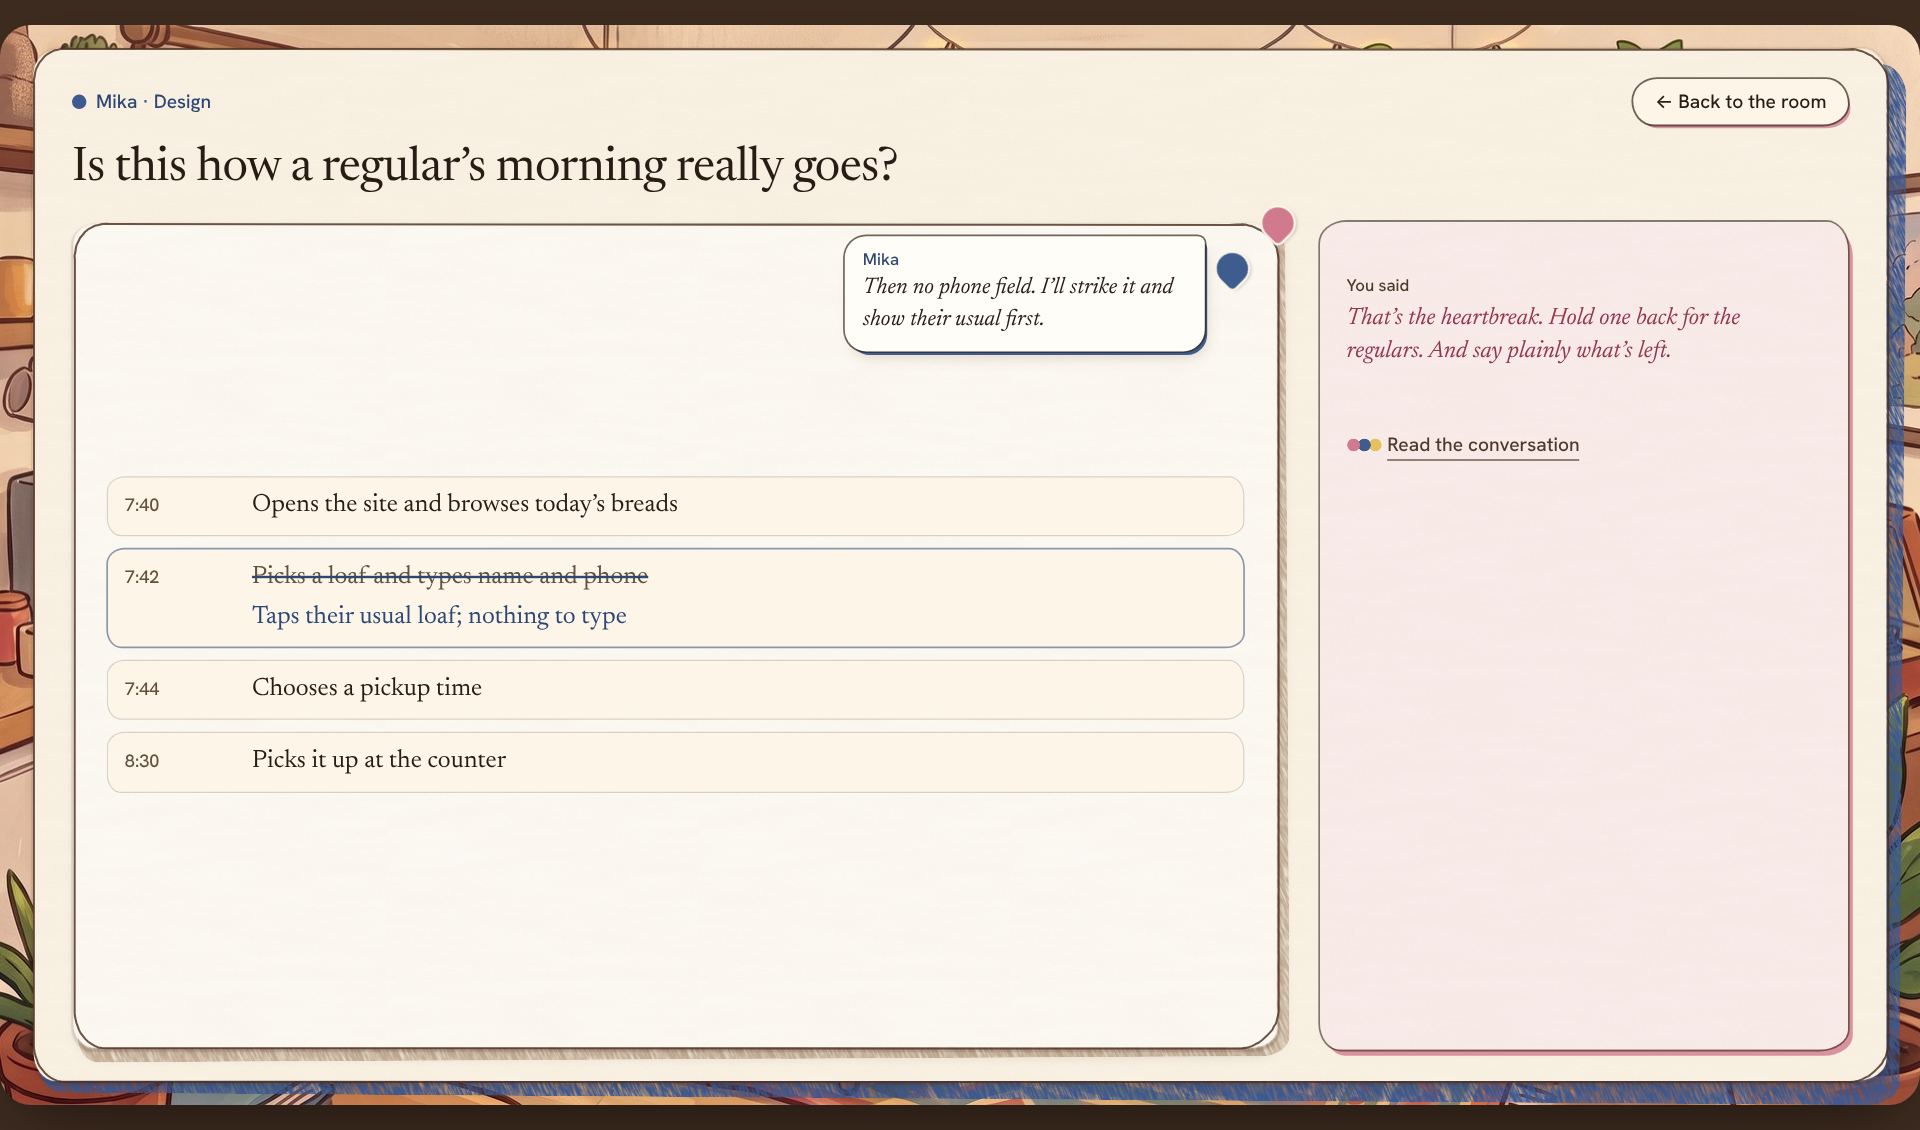 Mika · Design
← Back to the room
Is this how a regular’s morning really goes?
Mika
Then no phone field. I’ll strike it and
show their usual first.
7:40 Opens the site and browses today’s breads
7:42 Picks a loaf and types name and phone
Taps their usual loaf; nothing to type
7:44 Chooses a pickup time
8:30 Picks it up at the counter
You said
That’s the heartbreak. Hold one back for the
regulars. And say plainly what’s left.
Read the conversation